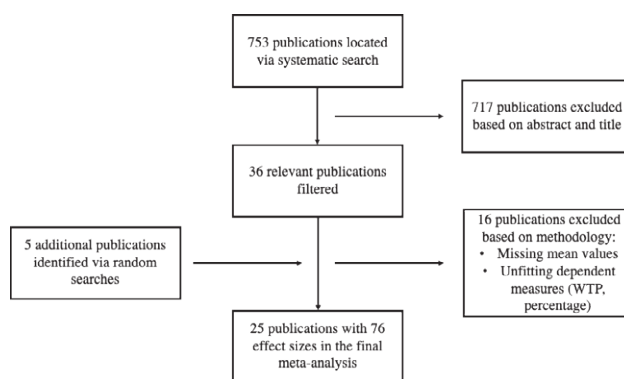 753 publications located
via systematic search
717 publications excluded
based on abstract and title
36 relevant publications
filtered
5 additional publications
identified via random
searches
16 publications excluded
based on methodology:
• Missing mean values
• Unfitting dependent
measures (WTP,
percentage)
25 publications with 76
effect sizes in the final
meta-analysis